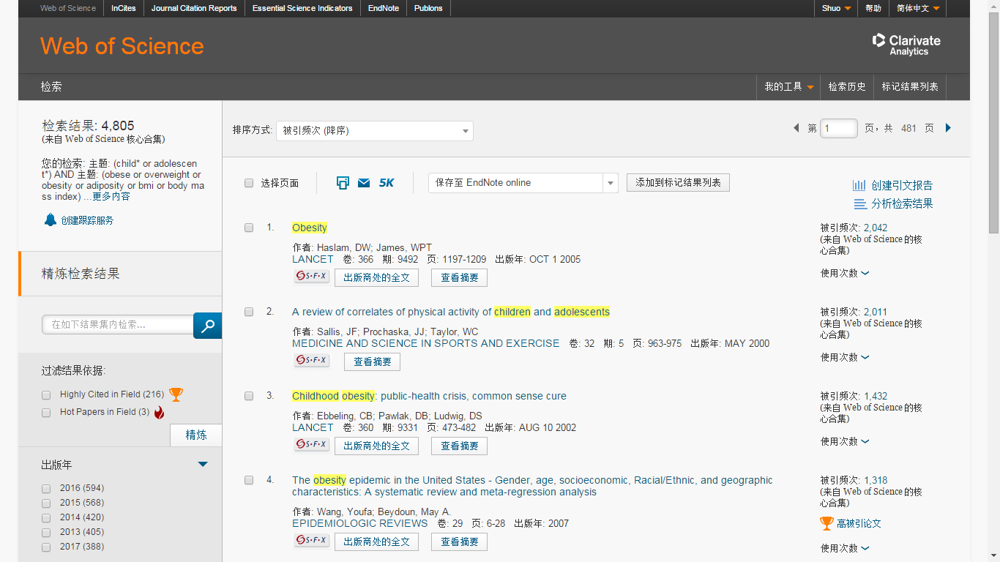 Web of Science InCites Journal Citation Reports Essential Science Indicators EndNote Publons Shuo 帮助 简体中文
Web of Science
Clarivate
Analytics
检索 我的工具 检索历史 标记结果列表
检索结果: 4,805
(来自 Web of Science 核心合集)
您的检索: 主题: (child* or adolescen
t*) AND 主题: (obese or overweight or
obesity or adiposity or bmi or body ma
ss index) ...更多内容
创建跟踪服务
精炼检索结果
在如下结果集内检索...
过滤结果依据:
Highly Cited in Field (216)
Hot Papers in Field (3)
精炼
出版年
2016 (594)
2015 (568)
2014 (420)
2013 (405)
2017 (388)
排序方式: 被引频次 (降序)
第 1 页，共 481 页
选择页面 5K 保存至 EndNote online 添加到标记结果列表
创建引文报告
分析检索结果
1. Obesity
作者: Haslam, DW; James, WPT
LANCET 卷: 366 期: 9492 页: 1197-1209 出版年: OCT 1 2005
S·F·X 出版商处的全文 查看摘要
被引频次: 2,042
(来自 Web of Science 的核
心合集)
使用次数
2. A review of correlates of physical activity of children and adolescents
作者: Sallis, JF; Prochaska, JJ; Taylor, WC
MEDICINE AND SCIENCE IN SPORTS AND EXERCISE 卷: 32 期: 5 页: 963-975 出版年: MAY 2000
S·F·X 查看摘要
被引频次: 2,011
(来自 Web of Science 的核
心合集)
使用次数
3. Childhood obesity: public-health crisis, common sense cure
作者: Ebbeling, CB; Pawlak, DB; Ludwig, DS
LANCET 卷: 360 期: 9331 页: 473-482 出版年: AUG 10 2002
S·F·X 出版商处的全文 查看摘要
被引频次: 1,432
(来自 Web of Science 的核
心合集)
使用次数
4. The obesity epidemic in the United States - Gender, age, socioeconomic, Racial/Ethnic, and geographic
characteristics: A systematic review and meta-regression analysis
作者: Wang, Youfa; Beydoun, May A.
EPIDEMIOLOGIC REVIEWS 卷: 29 页: 6-28 出版年: 2007
S·F·X 出版商处的全文 查看摘要
被引频次: 1,318
(来自 Web of Science 的核
心合集)
高被引论文
使用次数